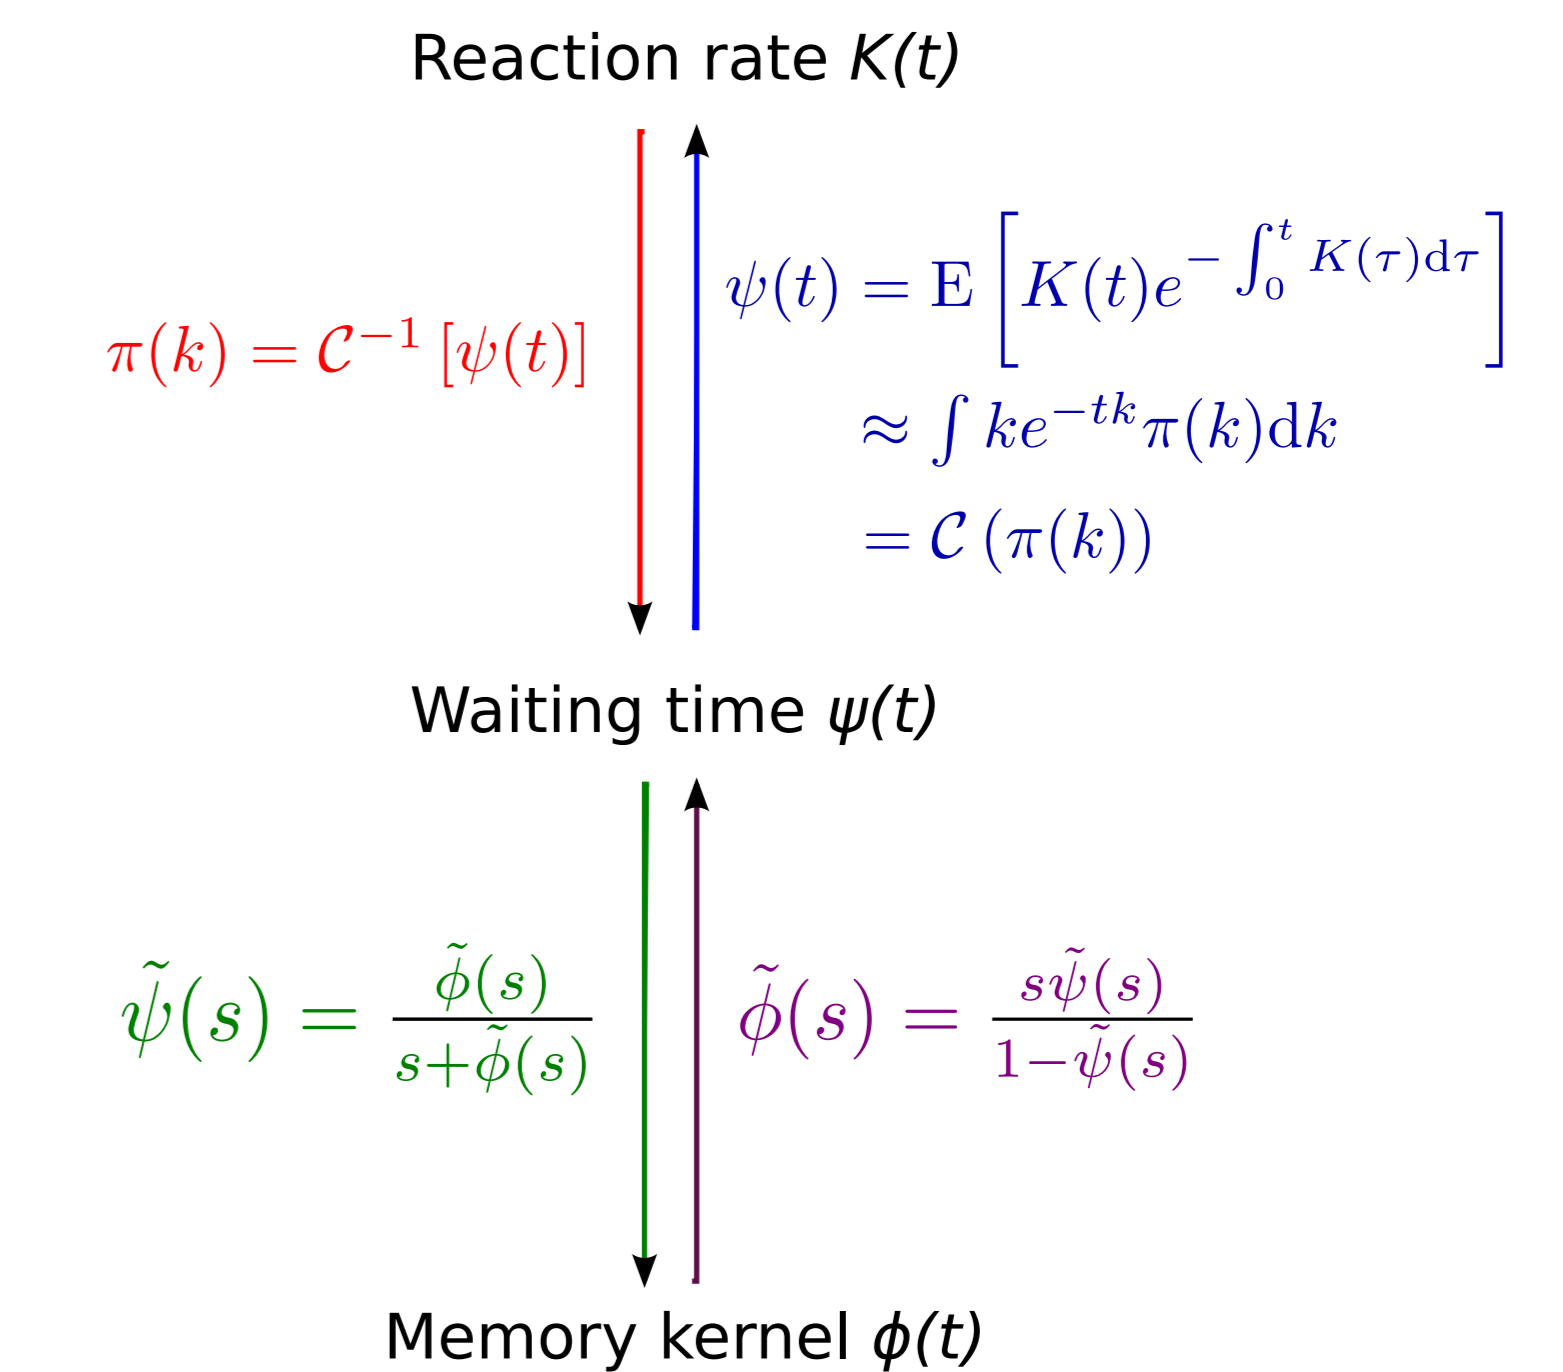 Reaction rate K(t)
ψ(t) = E [K(t)e^{−∫_0^t K(τ)dτ}]
π(k) = 𝒞^{−1} [ψ(t)]
≈ ∫ ke^{−tk}π(k)dk
= 𝒞 (π(k))
Waiting time ψ(t)
ψ̃(s) = ϕ̃(s) / (s+ϕ̃(s))
ϕ̃(s) = sψ̃(s) / (1−ψ̃(s))
Memory kernel ϕ(t)